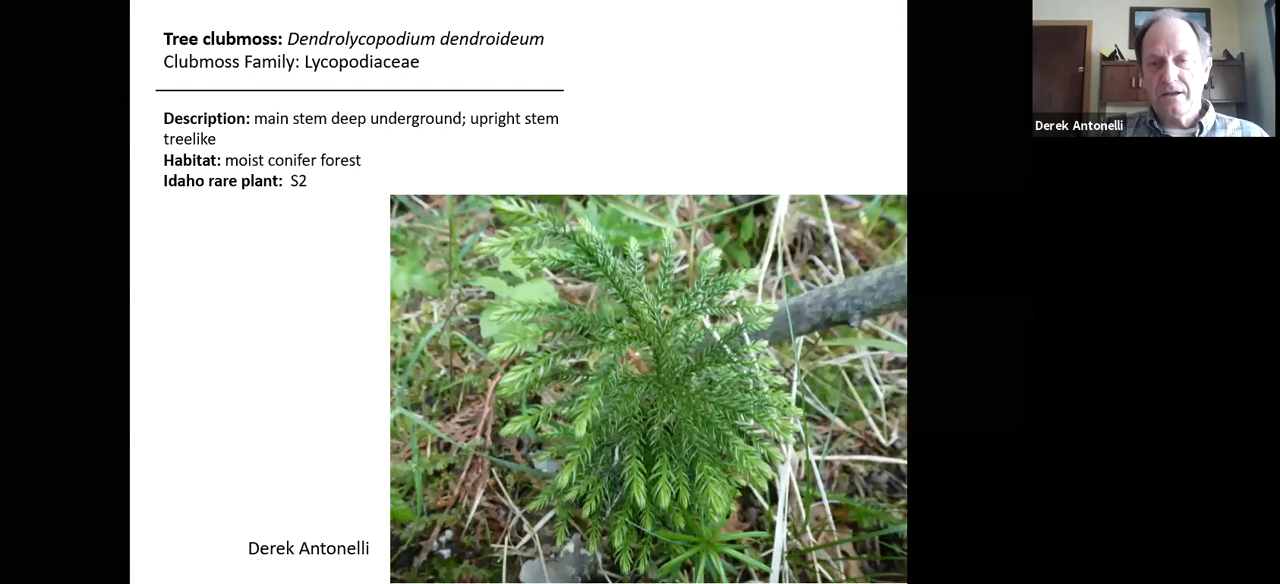 Tree clubmoss: Dendrolycopodium dendroideum
Clubmoss Family: Lycopodiaceae
Description: main stem deep underground; upright stem
treelike
Habitat: moist conifer forest
Idaho rare plant: S2
Derek Antonelli
Derek Antonelli